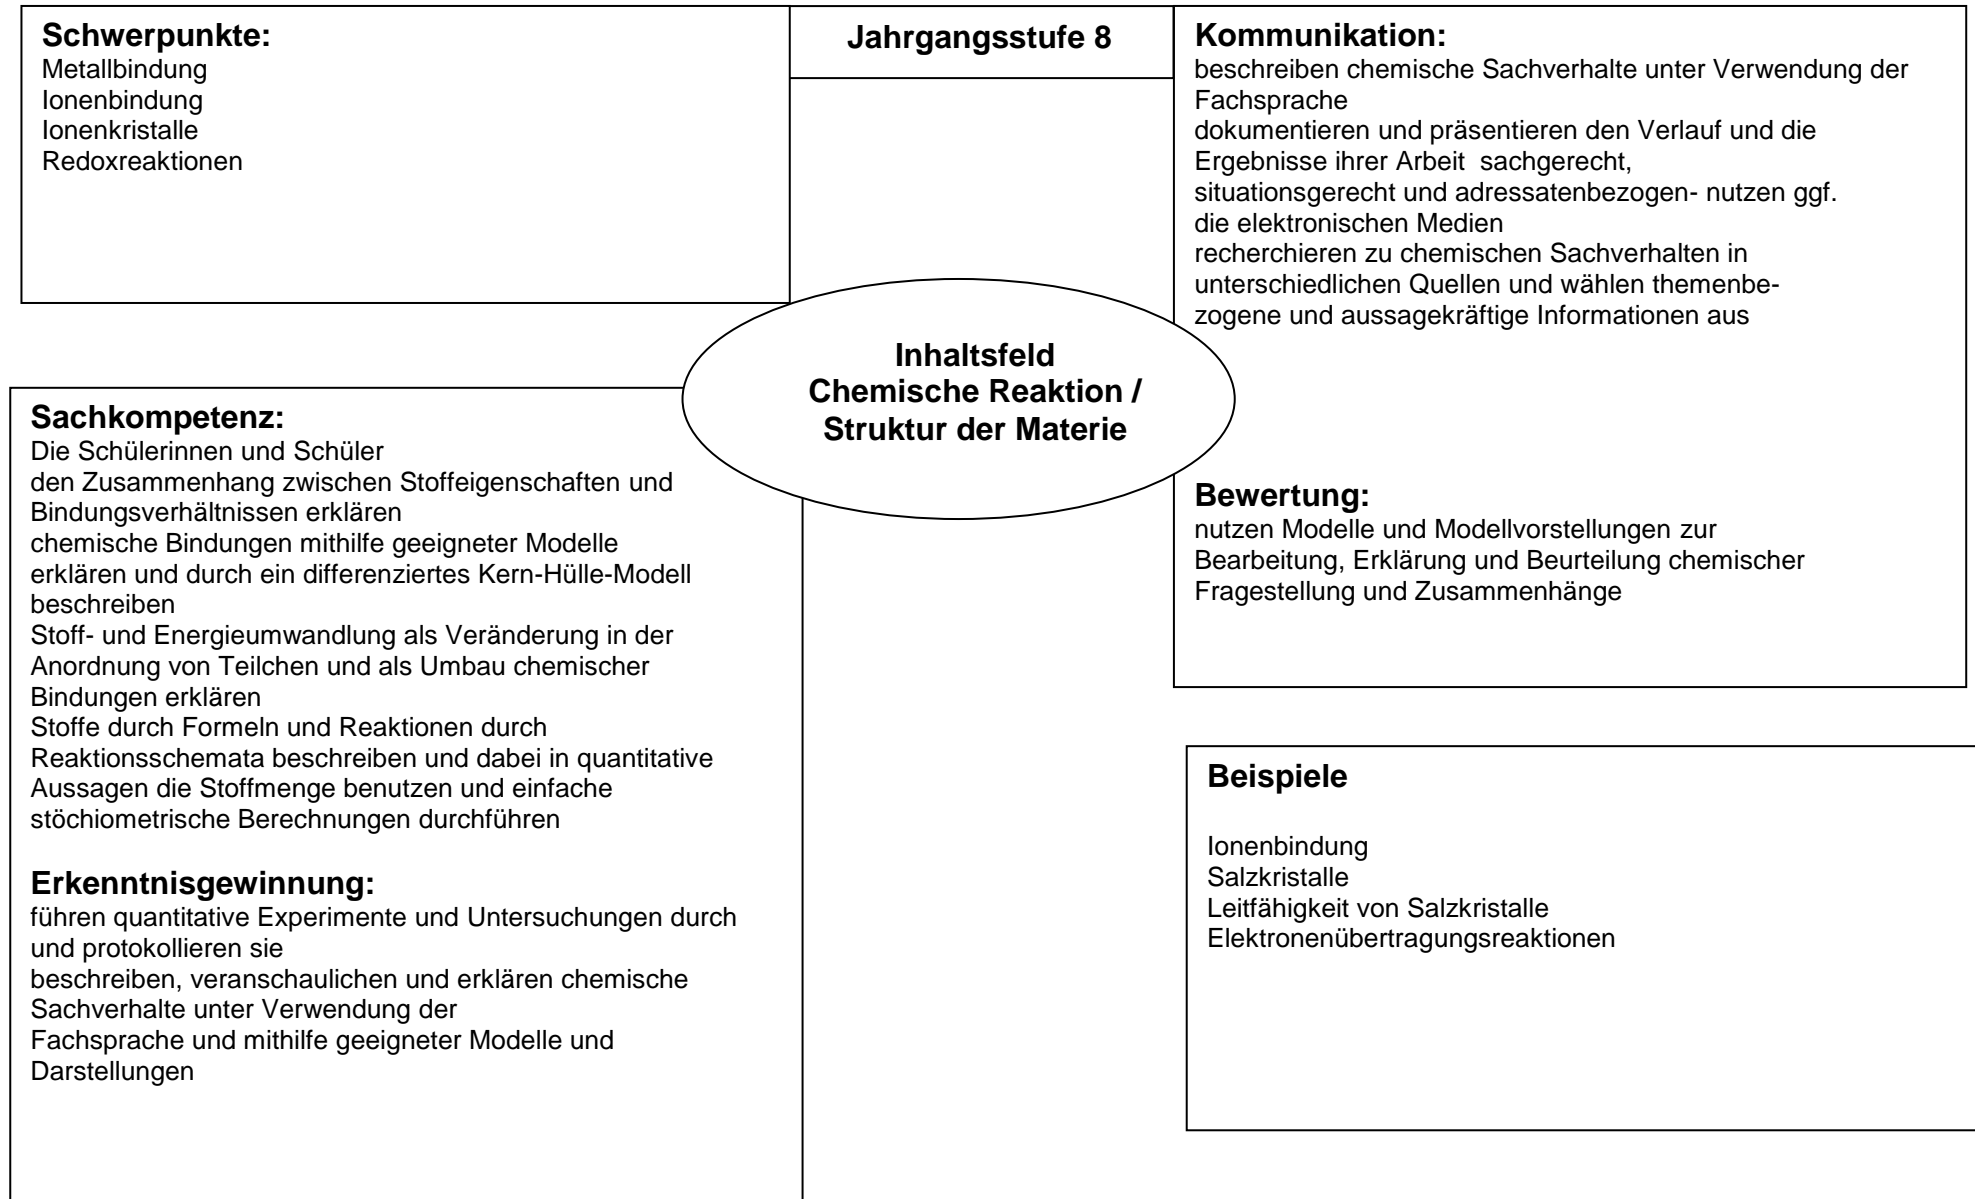 Schwerpunkte:
Metallbindung
Ionenbindung
Ionenkristalle
Redoxreaktionen
Jahrgangsstufe 8
Kommunikation:
beschreiben chemische Sachverhalte unter Verwendung der
Fachsprache
dokumentieren und präsentieren den Verlauf und die
Ergebnisse ihrer Arbeit  sachgerecht,
situationsgerecht und adressatenbezogen- nutzen ggf.
die elektronischen Medien
recherchieren zu chemischen Sachverhalten in
unterschiedlichen Quellen und wählen themenbe-
zogene und aussagekräftige Informationen aus
Inhaltsfeld
Chemische Reaktion /
Struktur der Materie
Sachkompetenz:
Die Schülerinnen und Schüler
den Zusammenhang zwischen Stoffeigenschaften und
Bindungsverhältnissen erklären
chemische Bindungen mithilfe geeigneter Modelle
erklären und durch ein differenziertes Kern-Hülle-Modell
beschreiben
Stoff- und Energieumwandlung als Veränderung in der
Anordnung von Teilchen und als Umbau chemischer
Bindungen erklären
Stoffe durch Formeln und Reaktionen durch
Reaktionsschemata beschreiben und dabei in quantitative
Aussagen die Stoffmenge benutzen und einfache
stöchiometrische Berechnungen durchführen
Erkenntnisgewinnung:
führen quantitative Experimente und Untersuchungen durch
und protokollieren sie
beschreiben, veranschaulichen und erklären chemische
Sachverhalte unter Verwendung der
Fachsprache und mithilfe geeigneter Modelle und
Darstellungen
Bewertung:
nutzen Modelle und Modellvorstellungen zur
Bearbeitung, Erklärung und Beurteilung chemischer
Fragestellung und Zusammenhänge
Beispiele
Ionenbindung
Salzkristalle
Leitfähigkeit von Salzkristalle
Elektronenübertragungsreaktionen